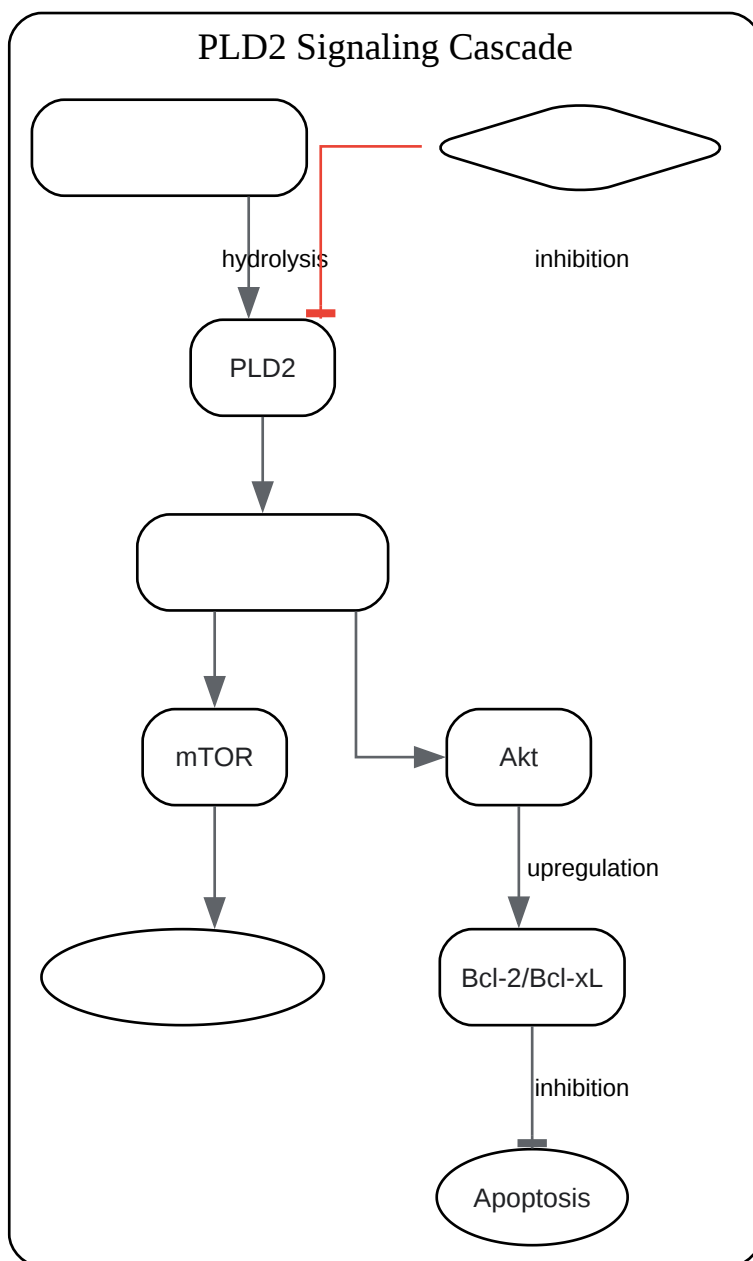 PLD2 Signaling Cascade
hydrolysis
inhibition
PLD2
mTOR
Akt
upregulation
Bcl-2/Bcl-xL
inhibition
Apoptosis